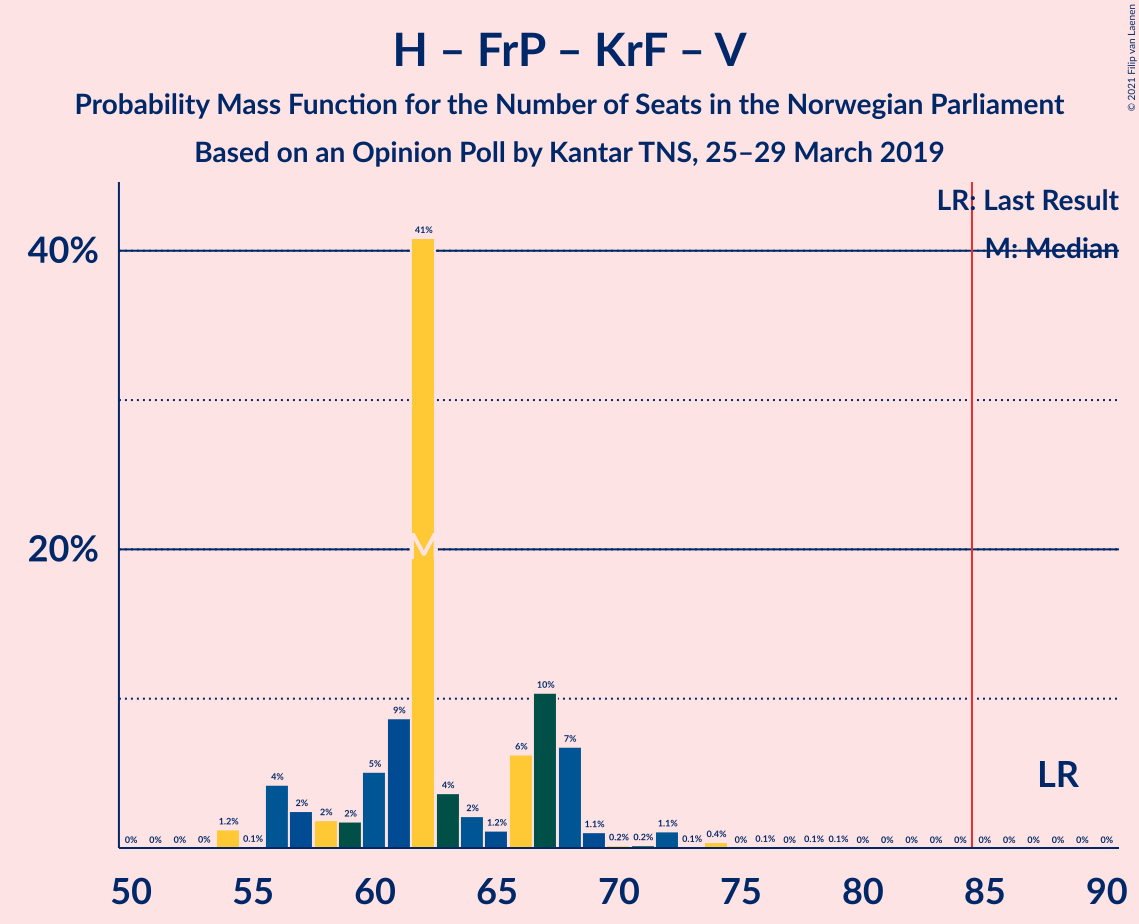 H – FrP – KrF – V
Probability Mass Function for the Number of Seats in the Norwegian Parliament
Based on an Opinion Poll by Kantar TNS, 25–29 March 2019
© 2021 Filip van Laenen
LR: Last Result
M: Median
40%
20%
41%
M
0% 0% 0% 0% 1.2% 0.1% 4% 2% 2% 2% 5% 9% 4% 2% 1.2% 6% 10% 7% 1.1% 0.2% 0.2% 1.1% 0.1% 0.4% 0% 0.1% 0% 0.1% 0.1% 0% 0% 0% 0% 0% 0% 0% 0% 0% 0% 0%
LR
50 55 60 65 70 75 80 85 90